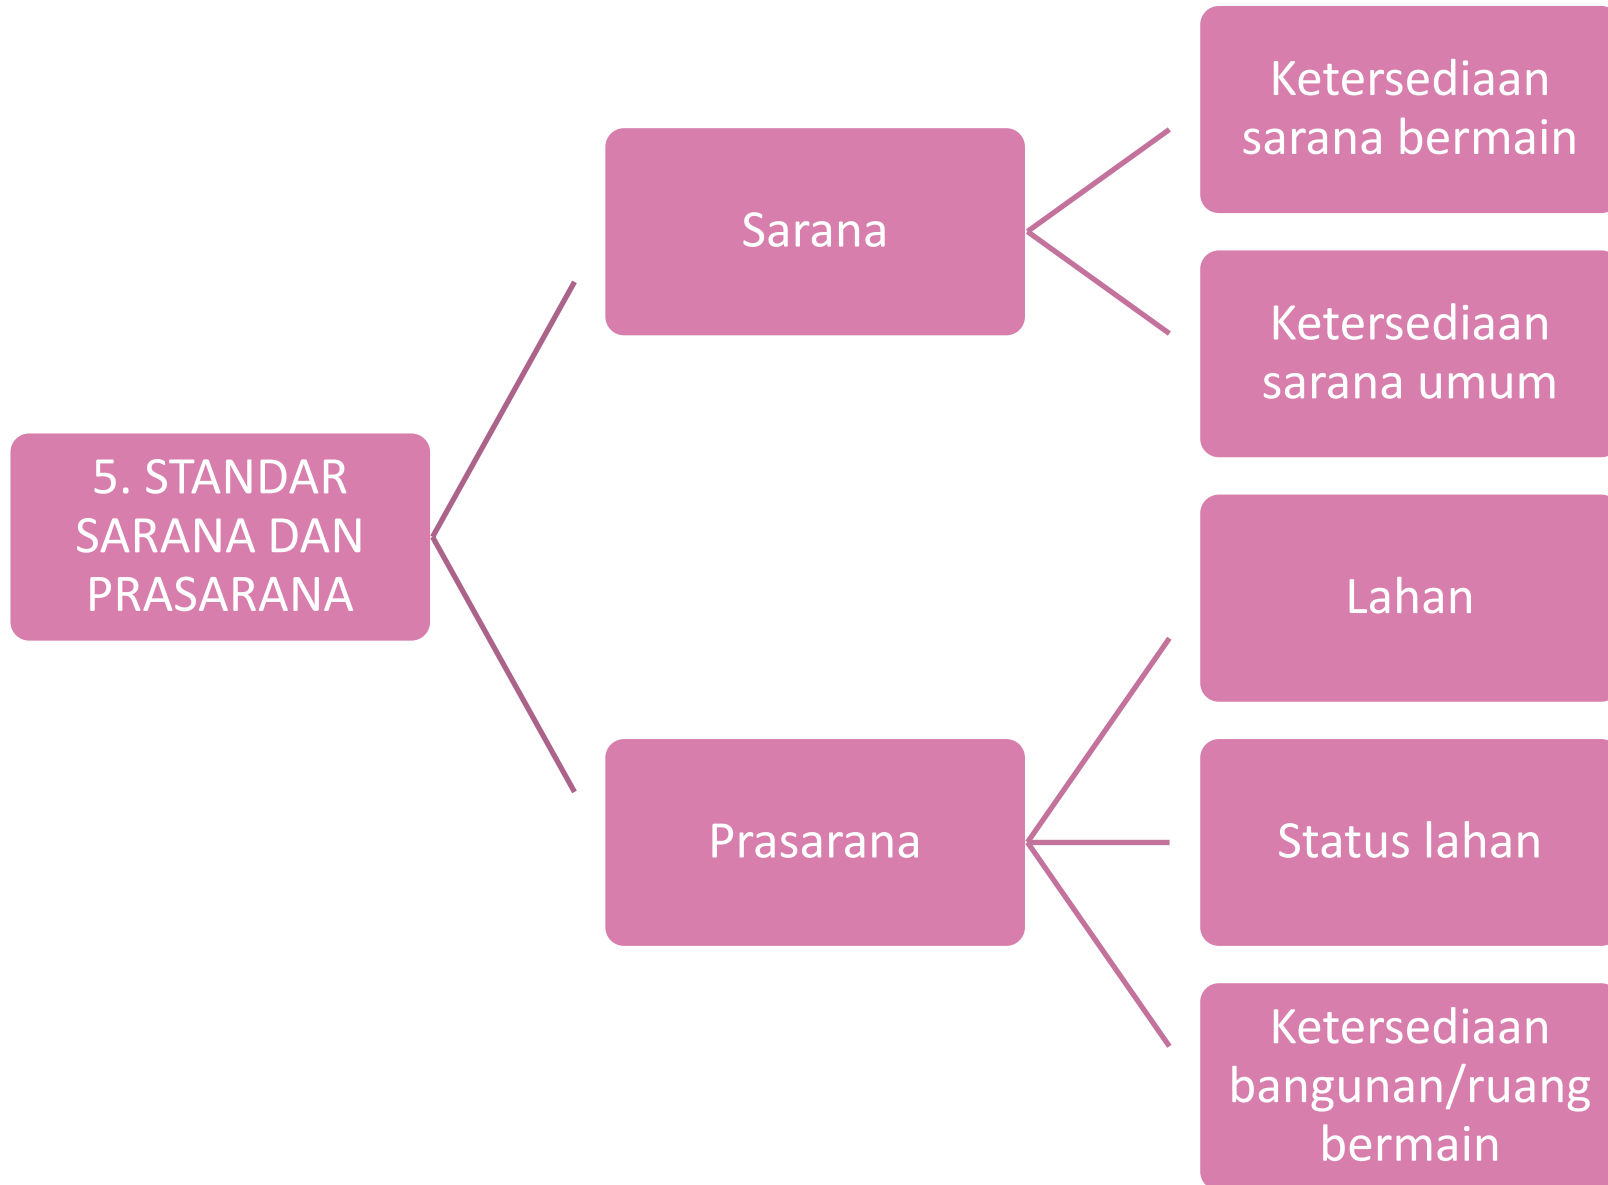 5. STANDAR
SARANA DAN
PRASARANA
Sarana
Ketersediaan
sarana bermain
Ketersediaan
sarana umum
Prasarana
Lahan
Status lahan
Ketersediaan
bangunan/ruang
bermain